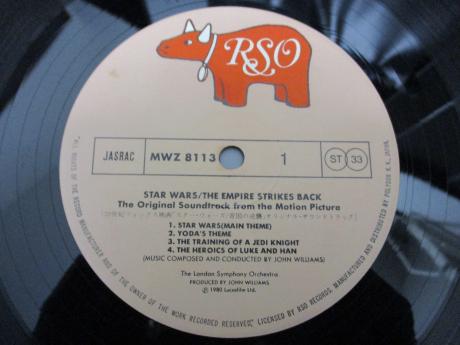 RSO
JASRAC
MWZ 8113
1
ST 33
STAR WARS/THE EMPIRE STRIKES BACK
The Original Soundtrack from the Motion Picture
1. STAR WARS(MAIN THEME)
2. YODA'S THEME
3. THE TRAINING OF A JEDI KNIGHT
4. THE HEROICS OF LUKE AND HAN
(MUSIC COMPOSED AND CONDUCTED BY JOHN WILLIAMS)
The London Symphony Orchestra
PRODUCED BY JOHN WILLIAMS
Ⓟ1980 Lucasfilm Ltd.
"ALL RIGHTS OF THE RECORD MANUFACTURER AND OF THE OWNER OF THE WORK RECORDED RESERVED", LICENSED BY RSO RECORDS. MANUFACTURED AND DISTRIBUTED BY POLYDOR K.K., JAPAN.